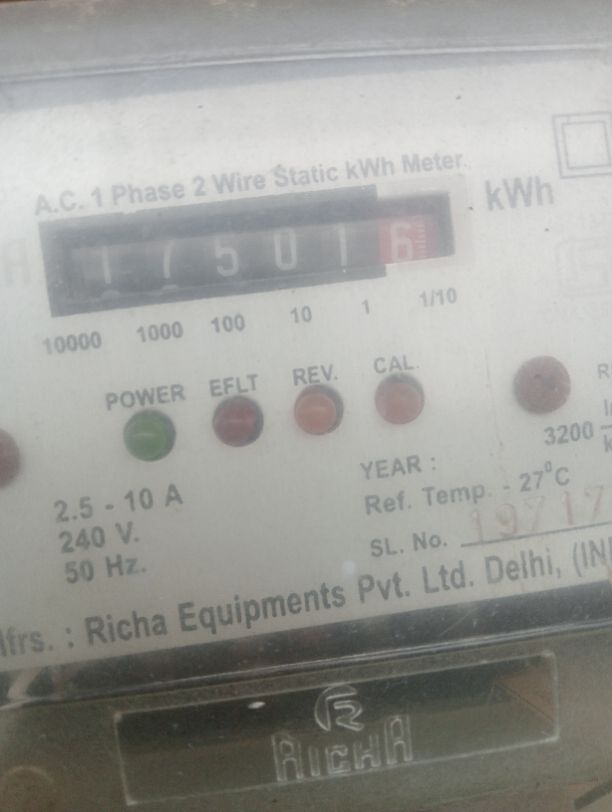 A.C. 1 Phase 2 Wire Static kWh Meter.
kWh
1 7 5 0 1 6
10000 1000 100 10 1 1/10
POWER EFLT REV. CAL.
3200
2.5 - 10 A
240 V.
50 Hz.
YEAR :
Ref. Temp. - 27°C
SL. No. 19717
Mfrs. : Richa Equipments Pvt. Ltd. Delhi,
RICHA